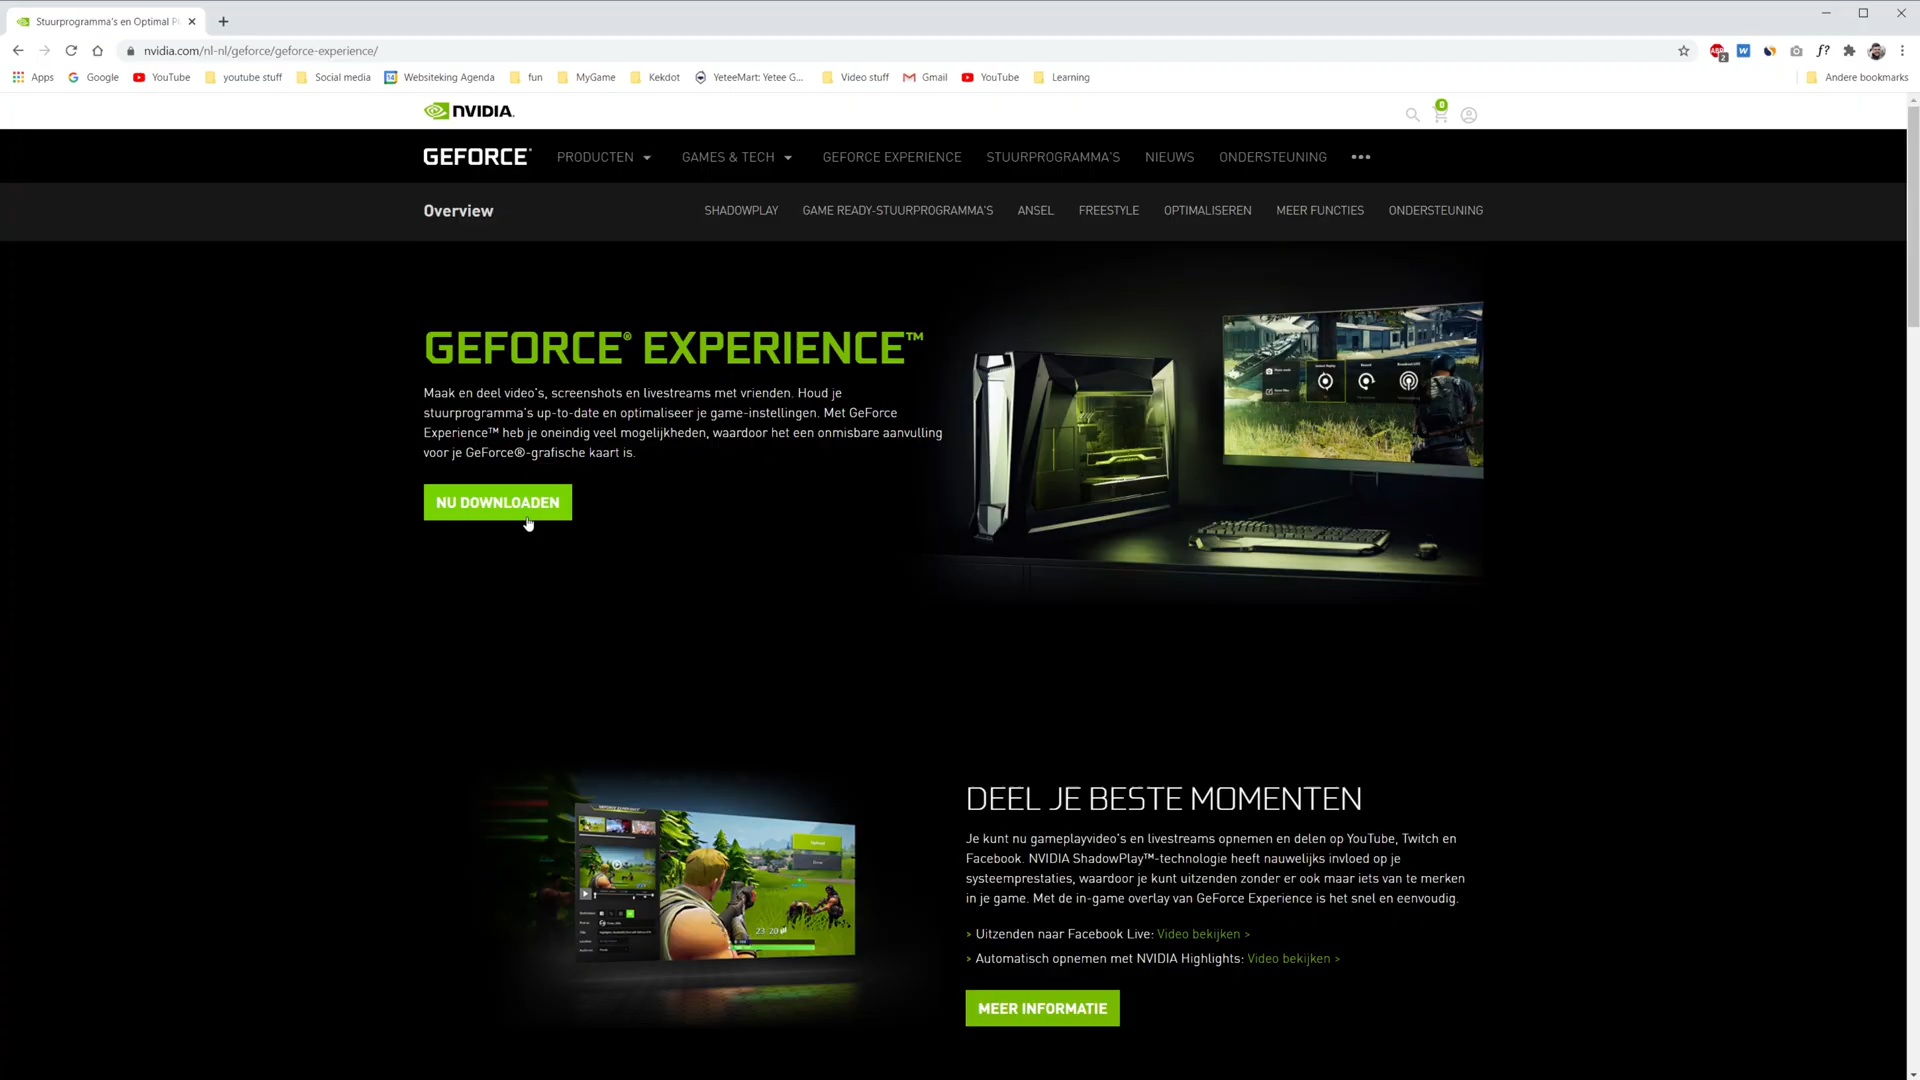 Stuurprogramma's en Optimal P
nvidia.com/nl-nl/geforce/geforce-experience/
Apps
Google
YouTube
youtube stuff
Social media
Websiteking Agenda
fun
MyGame
Kekdot
YeteeMart: Yetee G...
Video stuff
Gmail
YouTube
Learning
Andere bookmarks
NVIDIA.
0
GEFORCE
PRODUCTEN
GAMES & TECH
GEFORCE EXPERIENCE
STUURPROGRAMMA'S
NIEUWS
ONDERSTEUNING
Overview
SHADOWPLAY
GAME READY-STUURPROGRAMMA'S
ANSEL
FREESTYLE
OPTIMALISEREN
MEER FUNCTIES
ONDERSTEUNING
GEFORCE® EXPERIENCE™
Maak en deel video's, screenshots en livestreams met vrienden. Houd je
stuurprogramma's up-to-date en optimaliseer je game-instellingen. Met GeForce
Experience™ heb je oneindig veel mogelijkheden, waardoor het een onmisbare aanvulling
voor je GeForce®-grafische kaart is.
NU DOWNLOADEN
DEEL JE BESTE MOMENTEN
Je kunt nu gameplayvideo's en livestreams opnemen en delen op YouTube, Twitch en
Facebook. NVIDIA ShadowPlay™-technologie heeft nauwelijks invloed op je
systeemprestaties, waardoor je kunt uitzenden zonder er ook maar iets van te merken
in je game. Met de in-game overlay van GeForce Experience is het snel en eenvoudig.
> Uitzenden naar Facebook Live: Video bekijken >
> Automatisch opnemen met NVIDIA Highlights: Video bekijken >
MEER INFORMATIE